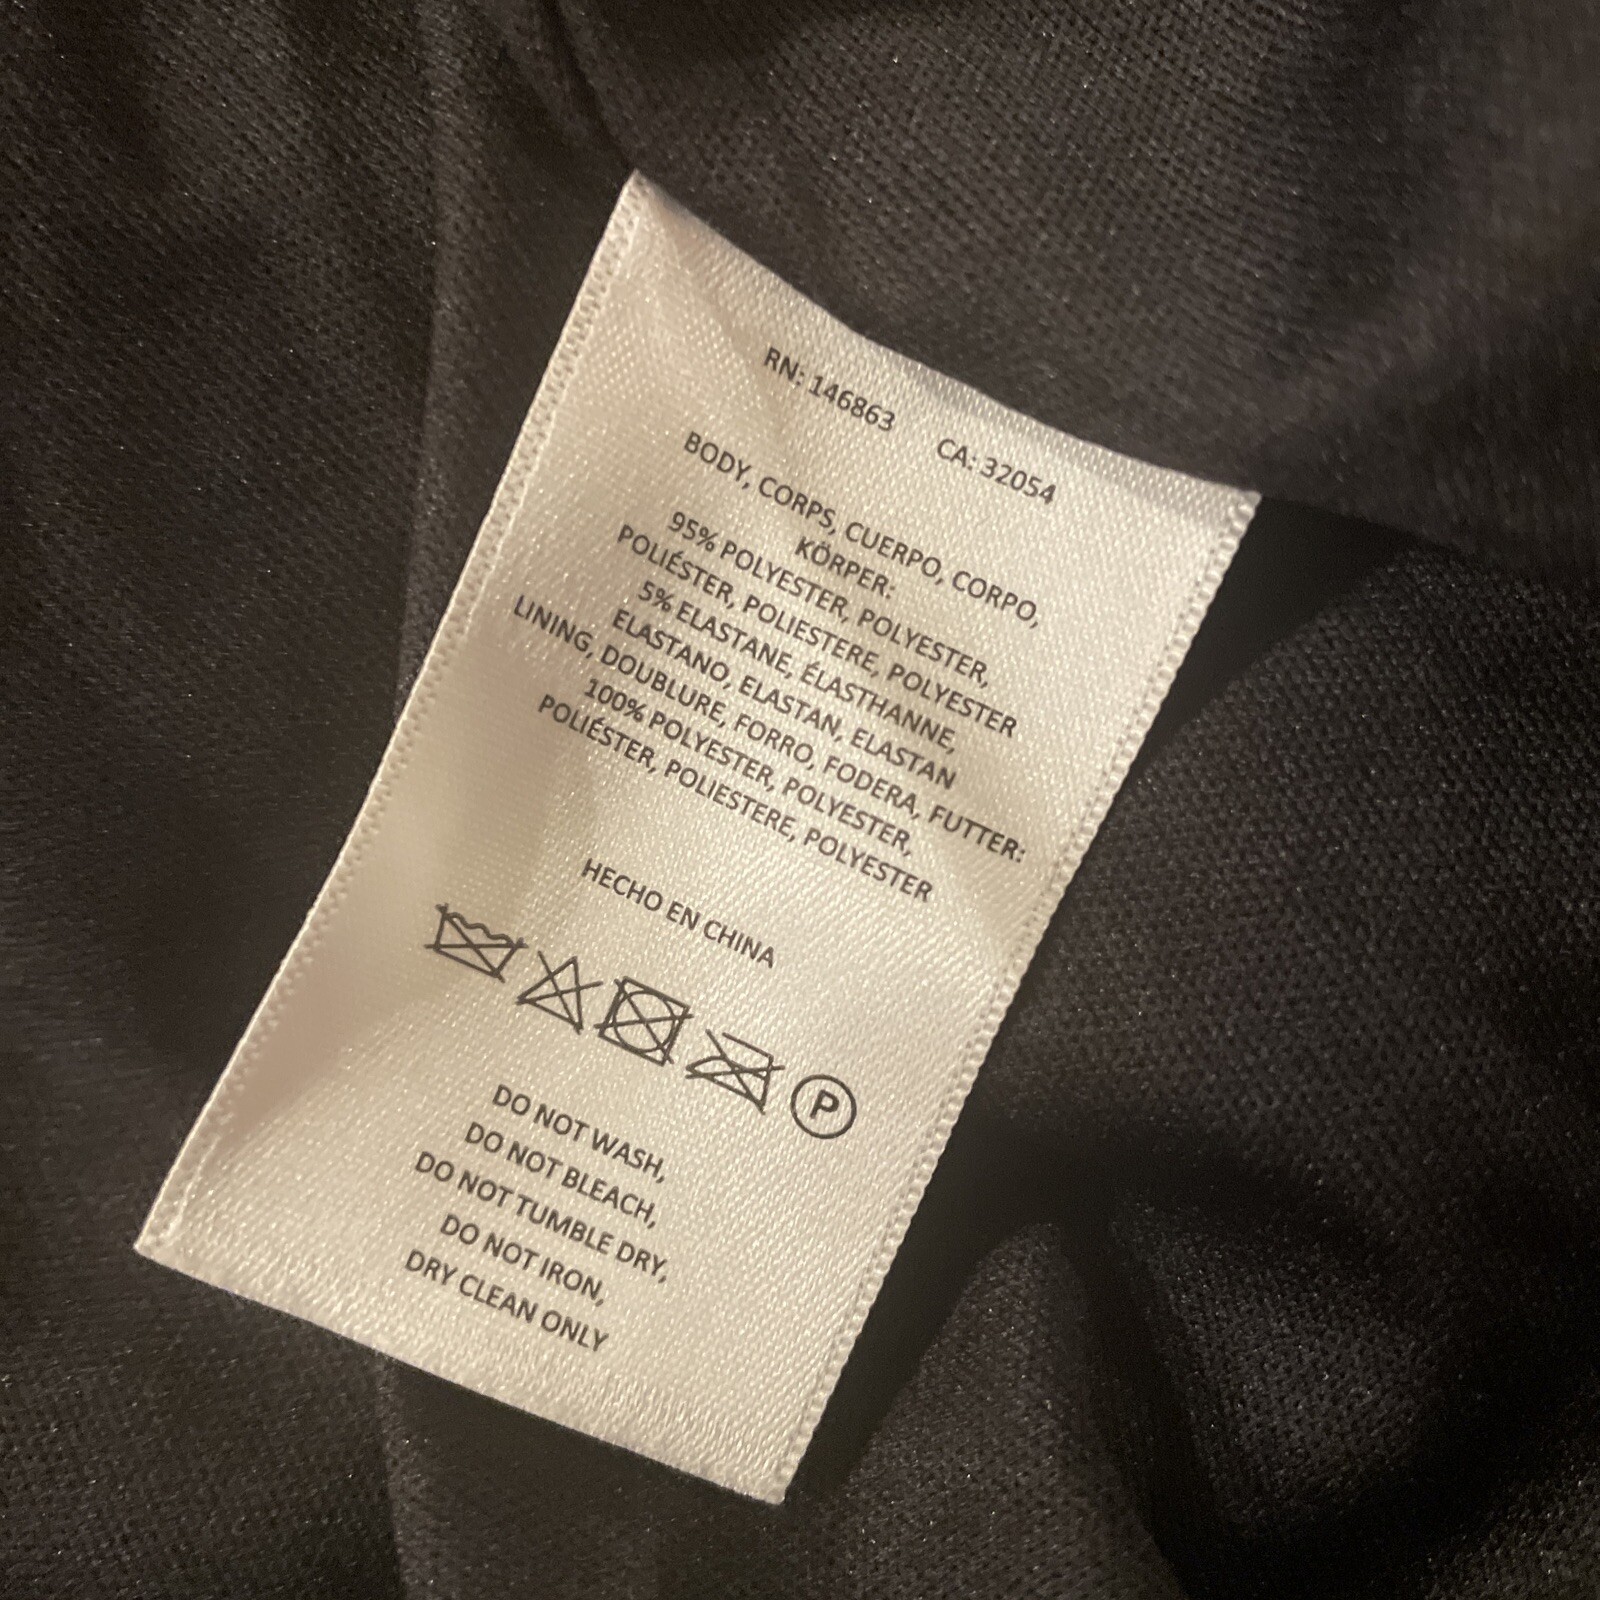 RN: 146863 CA: 32054
BODY, CORPS, CUERPO, CORPO,
KÖRPER:
95% POLYESTER, POLYESTER,
POLIÉSTER, POLIESTERE, POLYESTER
5% ELASTANE, ÉLASTHANNE,
ELASTANO, ELASTAN, ELASTAN
LINING, DOUBLURE, FORRO, FODERA, FUTTER:
100% POLYESTER, POLYESTER,
POLIÉSTER, POLIESTERE, POLYESTER
HECHO EN CHINA
P
DO NOT WASH,
DO NOT BLEACH,
DO NOT TUMBLE DRY,
DO NOT IRON,
DRY CLEAN ONLY